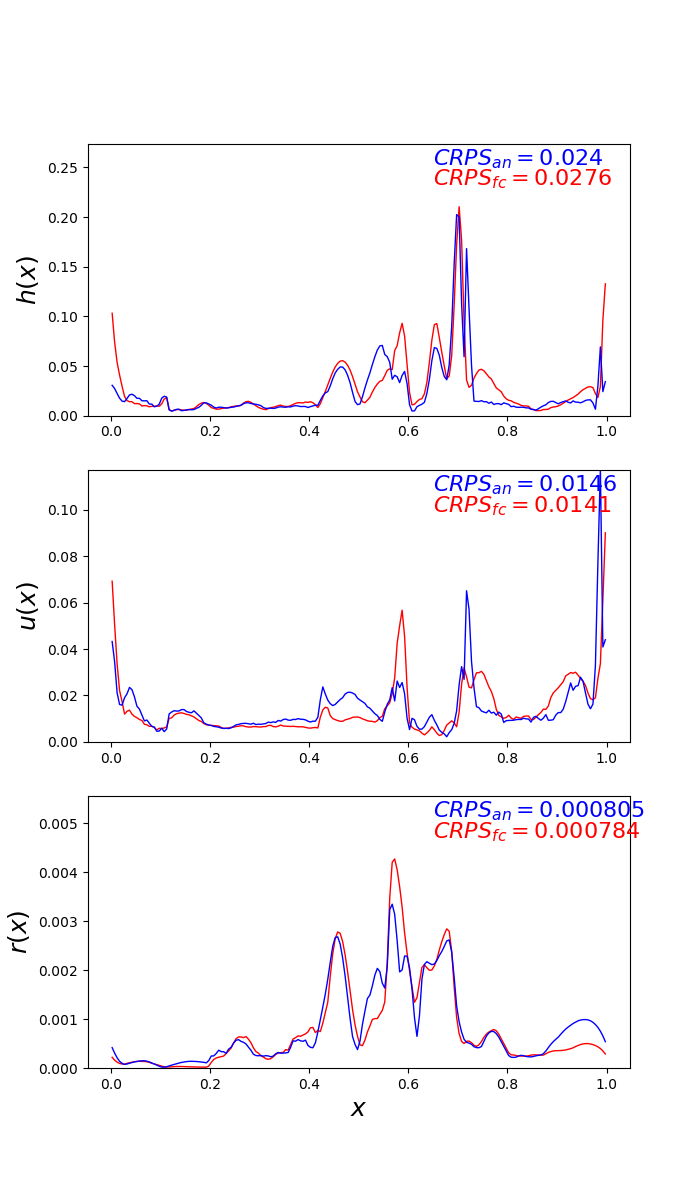 CRPS_an = 0.024
CRPS_fc = 0.0276
0.25
0.20
0.15
0.10
0.05
0.00
h(x)
0.0 0.2 0.4 0.6 0.8 1.0
CRPS_an = 0.0146
CRPS_fc = 0.0141
0.10
0.08
0.06
0.04
0.02
0.00
u(x)
0.0 0.2 0.4 0.6 0.8 1.0
CRPS_an = 0.000805
CRPS_fc = 0.000784
0.005
0.004
0.003
0.002
0.001
0.000
r(x)
0.0 0.2 0.4 0.6 0.8 1.0
x